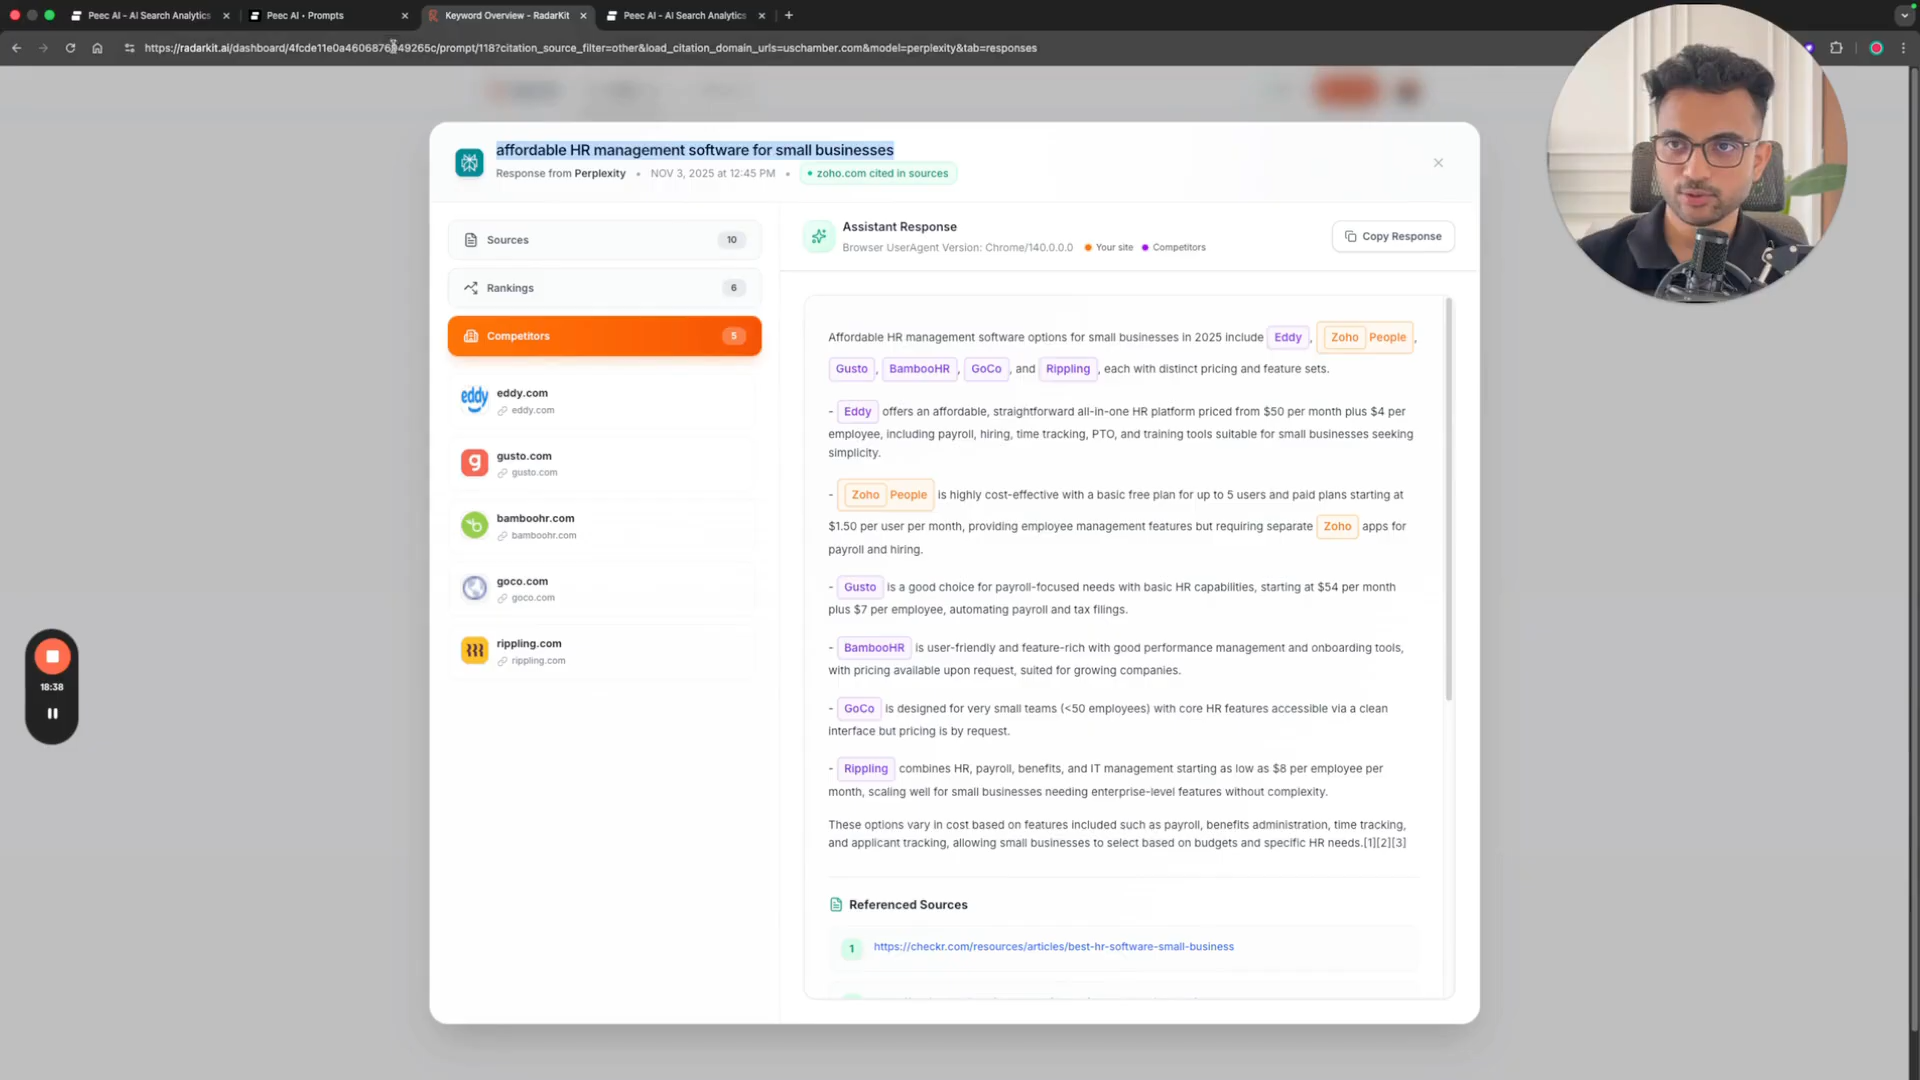 Peec AI - AI Search Analytics
Peec AI • Prompts
Keyword Overview - RadarKit
Peec AI - AI Search Analytics
affordable HR management software for small businesses
Response from Perplexity • NOV 3, 2025 at 12:45 PM • zoho.com cited in sources
Sources 10
Rankings 6
Competitors 5
eddy
eddy.com
eddy.com
g
gusto.com
gusto.com
b
bamboohr.com
bamboohr.com
goco.com
goco.com
rippling.com
rippling.com
18:38
Assistant Response
Browser UserAgent Version: Chrome/140.0.0.0 Your site Competitors
Copy Response
Affordable HR management software options for small businesses in 2025 include Eddy, Zoho People,
Gusto, BambooHR, GoCo, and Rippling, each with distinct pricing and feature sets.
- Eddy offers an affordable, straightforward all-in-one HR platform priced from $50 per month plus $4 per
employee, including payroll, hiring, time tracking, PTO, and training tools suitable for small businesses seeking
simplicity.
- Zoho People is highly cost-effective with a basic free plan for up to 5 users and paid plans starting at
$1.50 per user per month, providing employee management features but requiring separate Zoho apps for
payroll and hiring.
- Gusto is a good choice for payroll-focused needs with basic HR capabilities, starting at $54 per month
plus $7 per employee, automating payroll and tax filings.
- BambooHR is user-friendly and feature-rich with good performance management and onboarding tools,
with pricing available upon request, suited for growing companies.
- GoCo is designed for very small teams (<50 employees) with core HR features accessible via a clean
interface but pricing is by request.
- Rippling combines HR, payroll, benefits, and IT management starting as low as $8 per employee per
month, scaling well for small businesses needing enterprise-level features without complexity.
These options vary in cost based on features included such as payroll, benefits administration, time tracking,
and applicant tracking, allowing small businesses to select based on budgets and specific HR needs.[1][2][3]
Referenced Sources
1 https://checkr.com/resources/articles/best-hr-software-small-business